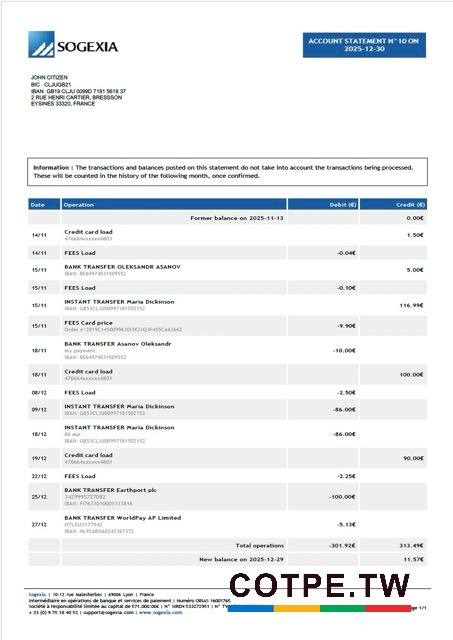 SOGEXIA
ACCOUNT STATEMENT N°10 ON
2025-12-30
JOHN CITIZEN
BIC CLJUGB21
IBAN GB19 CLJU 0099D 7181 5618 37
2 RUE HENRI CARTIER, BRESSSON
EYSINES 33320, FRANCE
Information : The transactions and balances posted on this statement do not take into account the transactions being processed.
These will be counted in the history of the following month, once confirmed.
Date Operation Debit (€) Credit (€)
Former balance on 2025-11-13 0.00€
14/11 Credit card load 1.50€
476664xxxxxx4803
14/11 FEES Load -0.04€
15/11 BANK TRANSFER OLEKSANDR ASANOV 5.00€
IBAN: BE64974031509552
15/11 FEES Load -0.10€
15/11 INSTANT TRANSFER Maria Dickinson 116.99€
IBAN: GB53CLJU00997181502152
15/11 FEES Card price -9.90€
Order n°
18/11 BANK TRANSFER Asanov Oleksandr -10.00€
my payment
IBAN: BE64974031509552
18/11 Credit card load 100.00€
476664xxxxxx4803
08/12 FEES Load -2.50€
09/12 INSTANT TRANSFER Maria Dickinson -86.00€
IBAN: GB53CLJU00997181502152
18/12 INSTANT TRANSFER Maria Dickinson -86.00€
86 eur
IBAN: GB53CLJU00997181502152
19/12 Credit card load 90.00€
476664xxxxxx4803
22/12 FEES Load -2.25€
25/12 BANK TRANSFER Earthport plc -100.00€
3429995727082
IBAN: FI7633010001313816
27/12 BANK TRANSFER WorldPay AP Limited -5.13€
HTLEU3177942
IBAN: NL92ABNA0242367372
Total operations -301.92€ 313.49€
New balance on 2025-12-29 11.57€
COTPE.TW
Sogexia | 10-12 rue Malesherbes | 69006 Lyon | France
Intermédiaire en opérations de banque et services de paiement | Numéro ORIAS 16001765
Société à responsabilité limitée au capital de 571.000.00€ | N° SIREN 533272951 | N° TV
+ 33 (0) 9 75 18 40 52 | support@sogexia.com | www.sogexia.com
Page 1/1